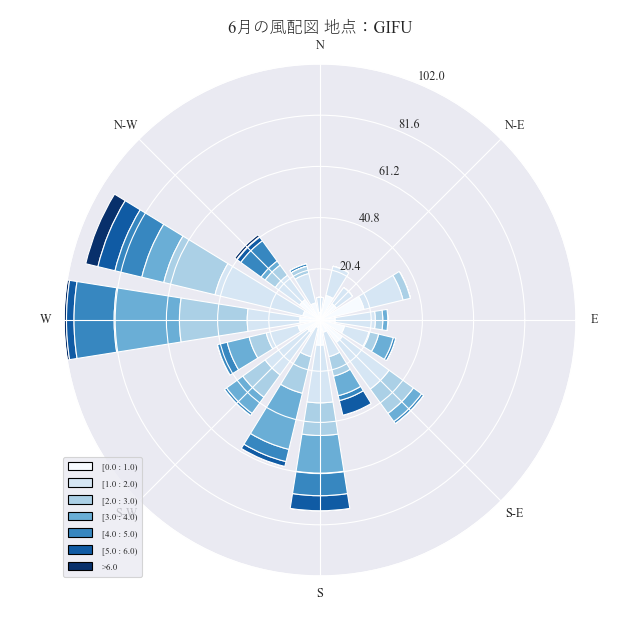 6月の風配図 地点：GIFU
N
N-W
N-E
W
E
S-W
S-E
S
102.0
81.6
61.2
40.8
20.4
[0.0 : 1.0)
[1.0 : 2.0)
[2.0 : 3.0)
[3.0 : 4.0)
[4.0 : 5.0)
[5.0 : 6.0)
>6.0